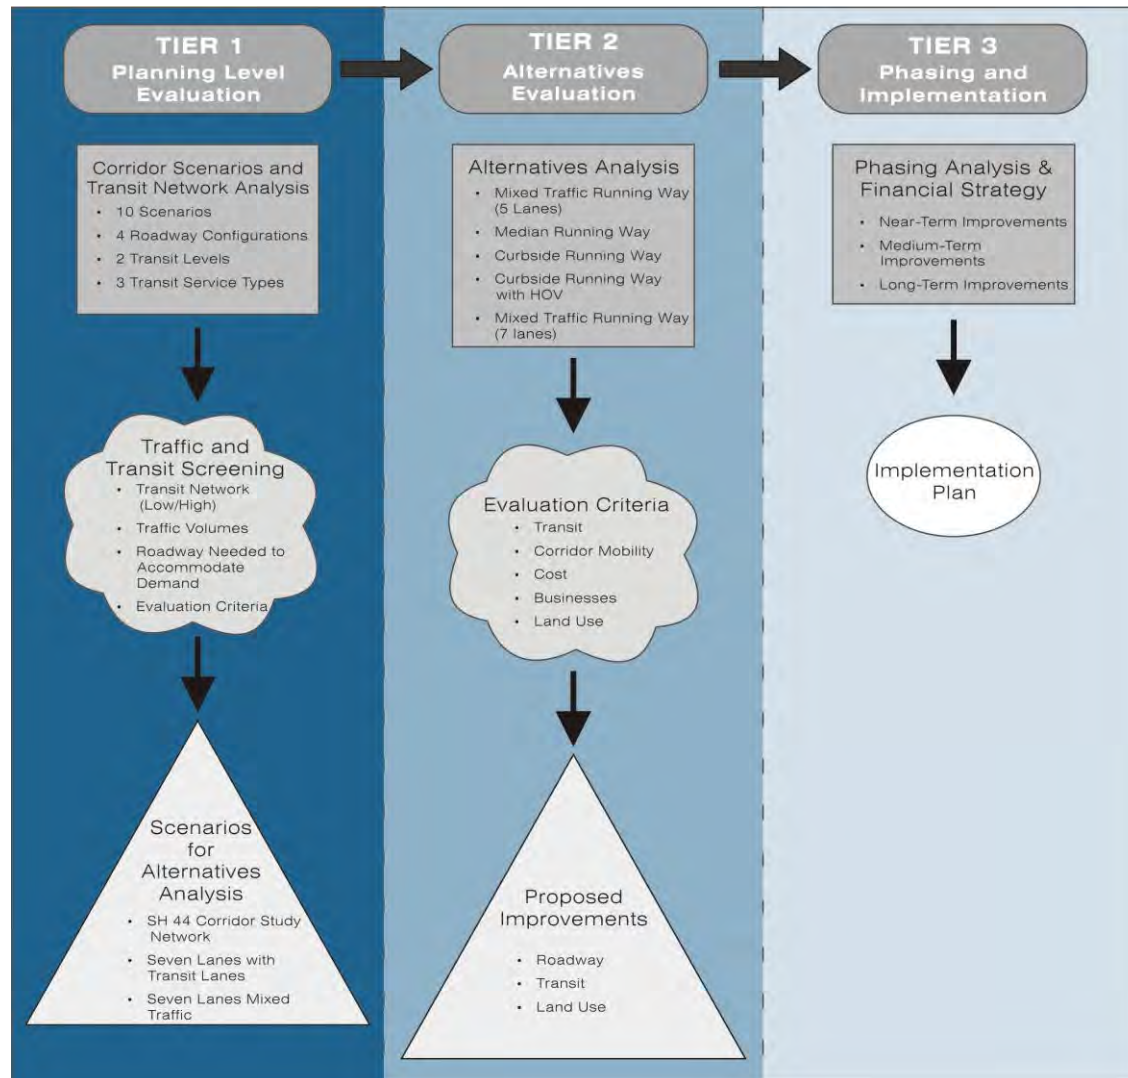 TIER 1
Planning Level
Evaluation
Corridor Scenarios and
Transit Network Analysis
• 10 Scenarios
• 4 Roadway Configurations
• 2 Transit Levels
• 3 Transit Service Types
Traffic and
Transit Screening
• Transit Network
(Low/High)
• Traffic Volumes
• Roadway Needed to
Accommodate
Demand
• Evaluation Criteria
Scenarios
for
Alternatives
Analysis
• SH 44 Corridor Study
Network
• Seven Lanes with
Transit Lanes
• Seven Lanes Mixed
Traffic
TIER 2
Alternatives
Evaluation
Alternatives Analysis
• Mixed Traffic Running Way
(5 Lanes)
• Median Running Way
• Curbside Running Way
• Curbside Running Way
with HOV
• Mixed Traffic Running Way
(7 lanes)
Evaluation Criteria
• Transit
• Corridor Mobility
• Cost
• Businesses
• Land Use
Proposed
Improvements
• Roadway
• Transit
• Land Use
TIER 3
Phasing and
Implementation
Phasing Analysis &
Financial Strategy
• Near-Term Improvements
• Medium-Term
Improvements
• Long-Term Improvements
Implementation
Plan